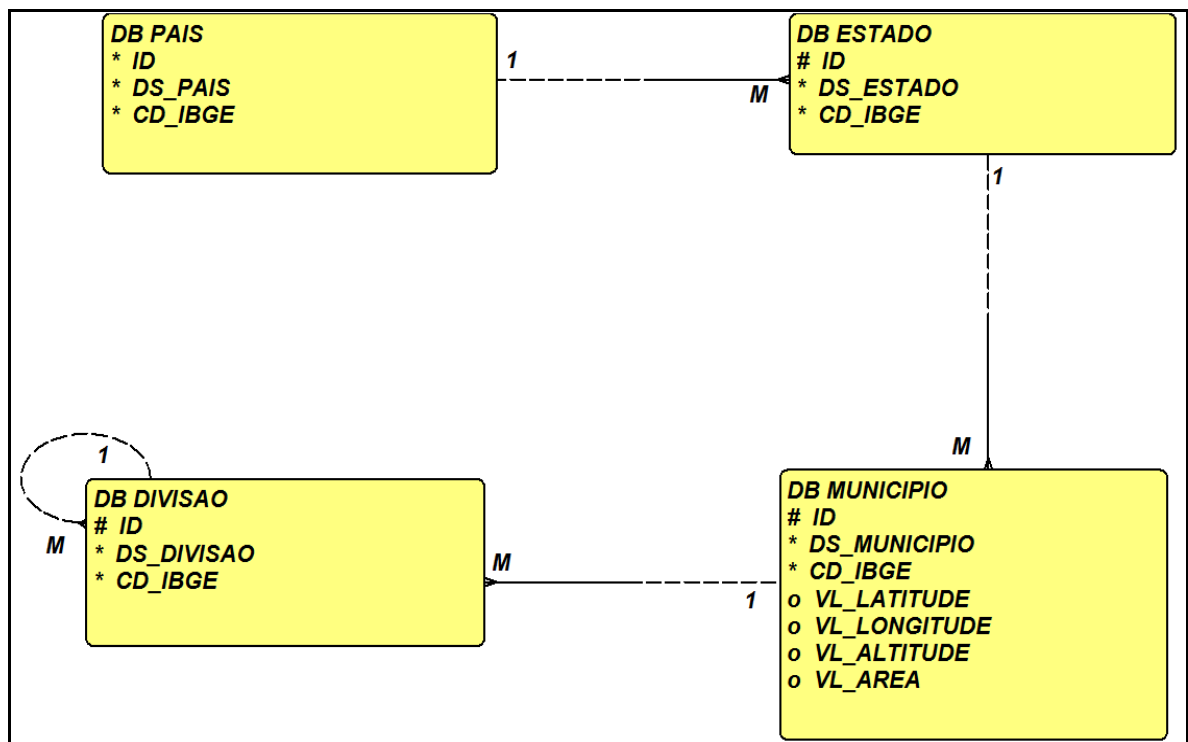 DB PAIS
* ID
* DS_PAIS
* CD_IBGE
1
M
DB ESTADO
# ID
* DS_ESTADO
* CD_IBGE
1
M
DB MUNICIPIO
# ID
* DS_MUNICIPIO
* CD_IBGE
o VL_LATITUDE
o VL_LONGITUDE
o VL_ALTITUDE
o VL_AREA
1
M
DB DIVISAO
# ID
* DS_DIVISAO
* CD_IBGE
1
M